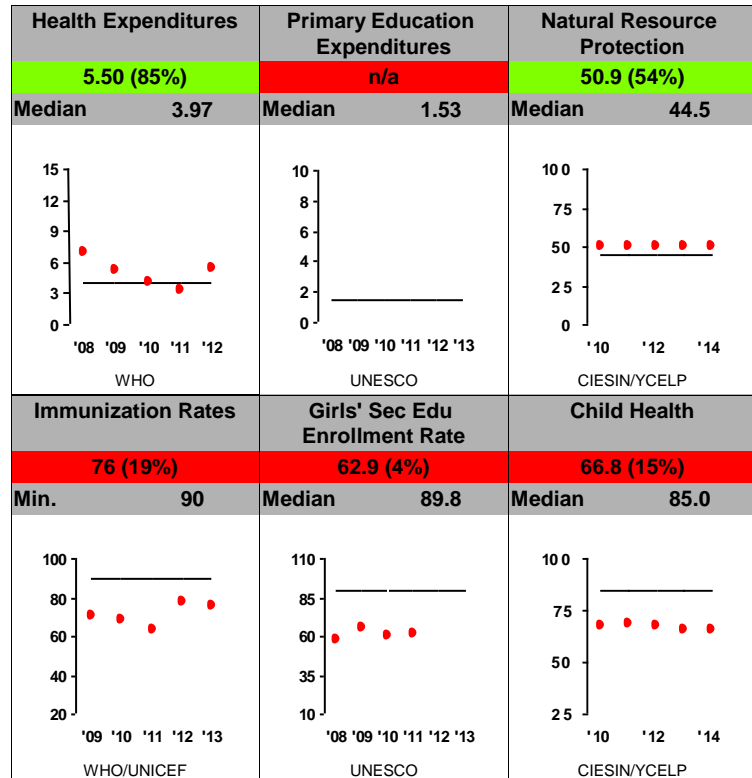 Health Expenditures
5.50 (85%)
Median 3.97
15
12
9
6
3
0
'08 '09 '10 '11 '12
WHO
Primary Education
Expenditures
n/a
Median 1.53
10
8
6
4
2
0
'08 '09 '10 '11 '12 '13
UNESCO
Natural Resource
Protection
50.9 (54%)
Median 44.5
100
75
50
25
0
'10 '12 '14
CIESIN/YCELP
Immunization Rates
76 (19%)
Min. 90
100
80
60
40
20
'09 '10 '11 '12 '13
WHO/UNICEF
Girls' Sec Edu
Enrollment Rate
62.9 (4%)
Median 89.8
110
85
60
35
10
'08 '09 '10 '11 '12 '13
UNESCO
Child Health
66.8 (15%)
Median 85.0
100
75
50
25
'10 '12 '14
CIESIN/YCELP